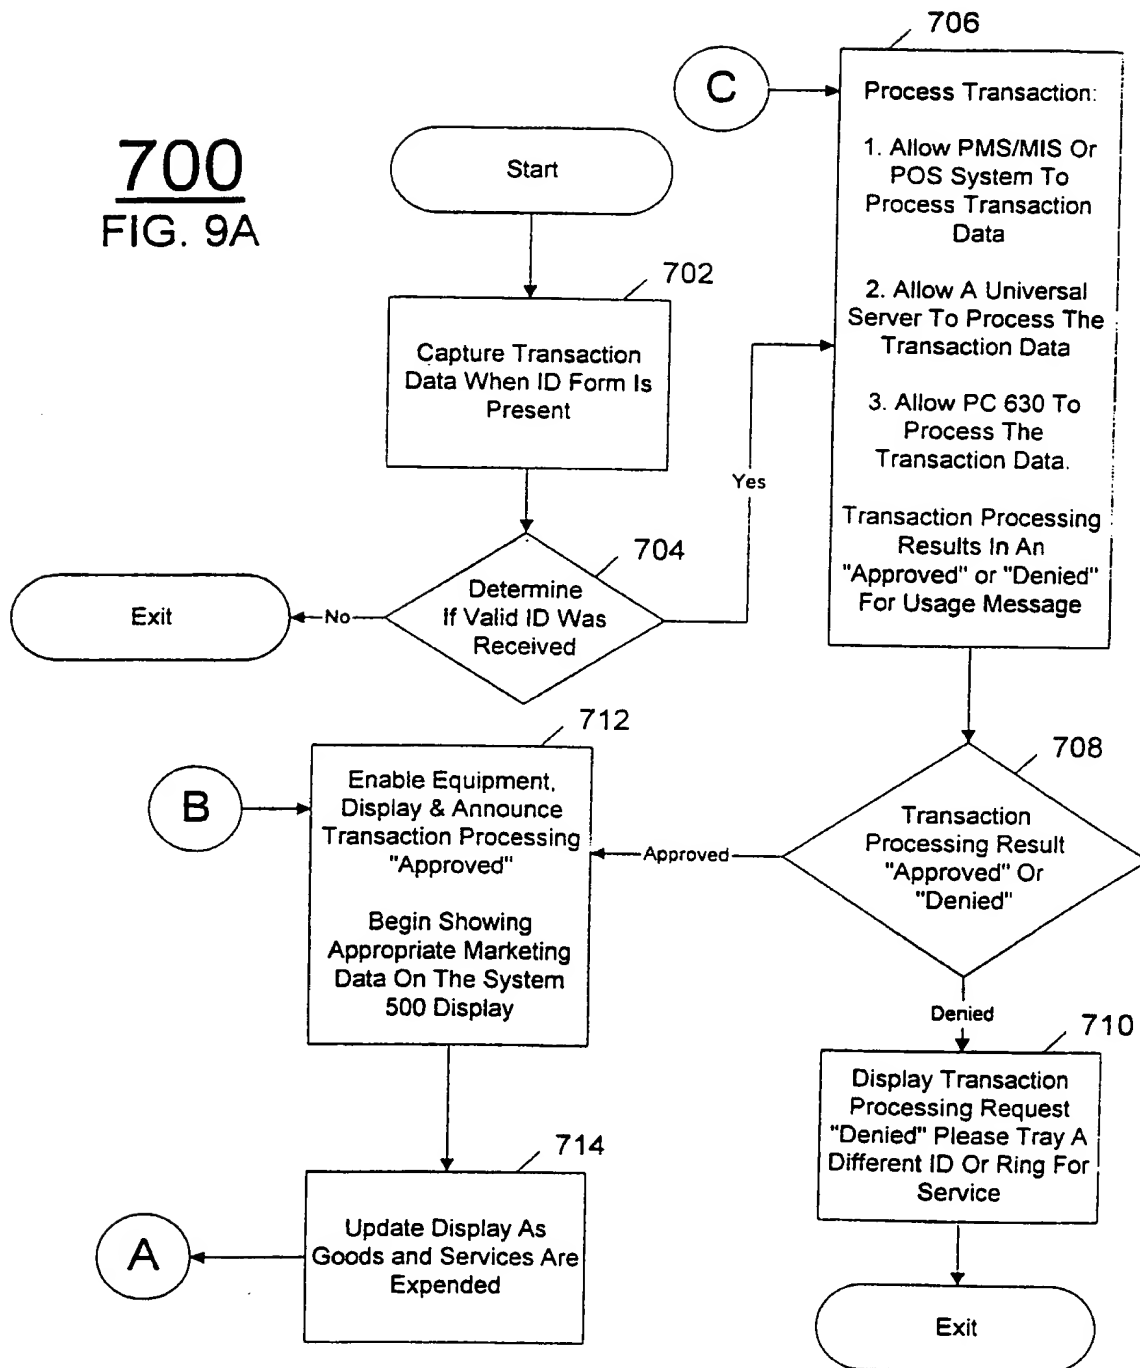 700
FIG. 9A
Start
702
Capture Transaction
Data When ID Form Is
Present
704
Determine
If Valid ID Was
Received
No
Exit
Yes
C
706
Process Transaction:
1. Allow PMS/MIS Or
POS System To
Process Transaction
Data
2. Allow A Universal
Server To Process The
Transaction Data
3. Allow PC 630 To
Process The
Transaction Data.
Transaction Processing
Results In An
"Approved" or "Denied"
For Usage Message
708
Transaction
Processing Result
"Approved" Or
"Denied"
Approved
Denied
710
Display Transaction
Processing Request
"Denied" Please Tray A
Different ID Or Ring For
Service
Exit
B
712
Enable Equipment,
Display & Announce
Transaction Processing
"Approved"
Begin Showing
Appropriate Marketing
Data On The System
500 Display
714
Update Display As
Goods and Services Are
Expended
A